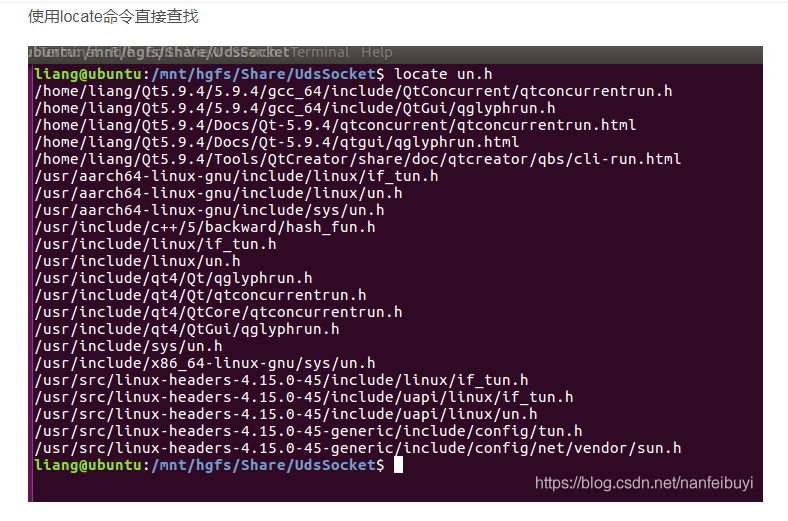 使用locate命令直接查找
ubuntu: /mnt/hgfs/Share/UdsSocket Terminal Help
liang@ubuntu:/mnt/hgfs/Share/UdsSocket$ locate un.h
/home/liang/Qt5.9.4/5.9.4/gcc_64/include/QtConcurrent/qtconcurrentrun.h
/home/liang/Qt5.9.4/5.9.4/gcc_64/include/QtGui/qglyphrun.h
/home/liang/Qt5.9.4/Docs/Qt-5.9.4/qtconcurrent/qtconcurrentrun.html
/home/liang/Qt5.9.4/Docs/Qt-5.9.4/qtgui/qglyphrun.html
/home/liang/Qt5.9.4/Tools/QtCreator/share/doc/qtcreator/qbs/cli-run.html
/usr/aarch64-linux-gnu/include/linux/if_tun.h
/usr/aarch64-linux-gnu/include/linux/un.h
/usr/aarch64-linux-gnu/include/sys/un.h
/usr/include/c++/5/backward/hash_fun.h
/usr/include/linux/if_tun.h
/usr/include/linux/un.h
/usr/include/qt4/Qt/qglyphrun.h
/usr/include/qt4/Qt/qtconcurrentrun.h
/usr/include/qt4/QtCore/qtconcurrentrun.h
/usr/include/qt4/QtGui/qglyphrun.h
/usr/include/sys/un.h
/usr/include/x86_64-linux-gnu/sys/un.h
/usr/src/linux-headers-4.15.0-45/include/linux/if_tun.h
/usr/src/linux-headers-4.15.0-45/include/uapi/linux/if_tun.h
/usr/src/linux-headers-4.15.0-45/include/uapi/linux/un.h
/usr/src/linux-headers-4.15.0-45-generic/include/config/tun.h
/usr/src/linux-headers-4.15.0-45-generic/include/config/net/vendor/sun.h
liang@ubuntu:/mnt/hgfs/Share/UdsSocket$
https://blog.csdn.net/nanfeibuyi